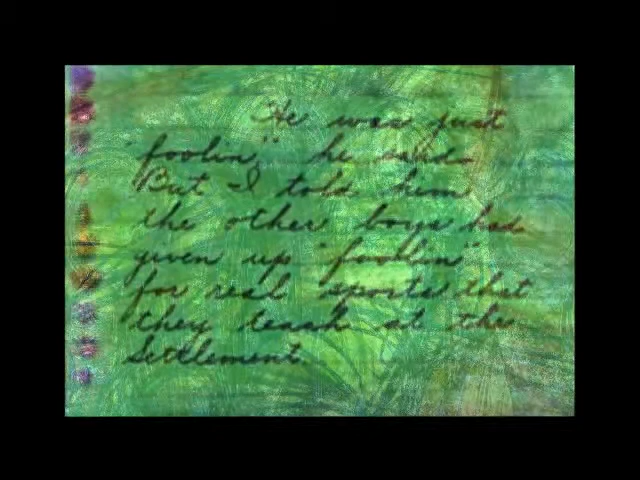 He was just
"foolin", he said.
But I told him
the other boys had
given up "foolin"
for real sports that
they teach at the
Settlement